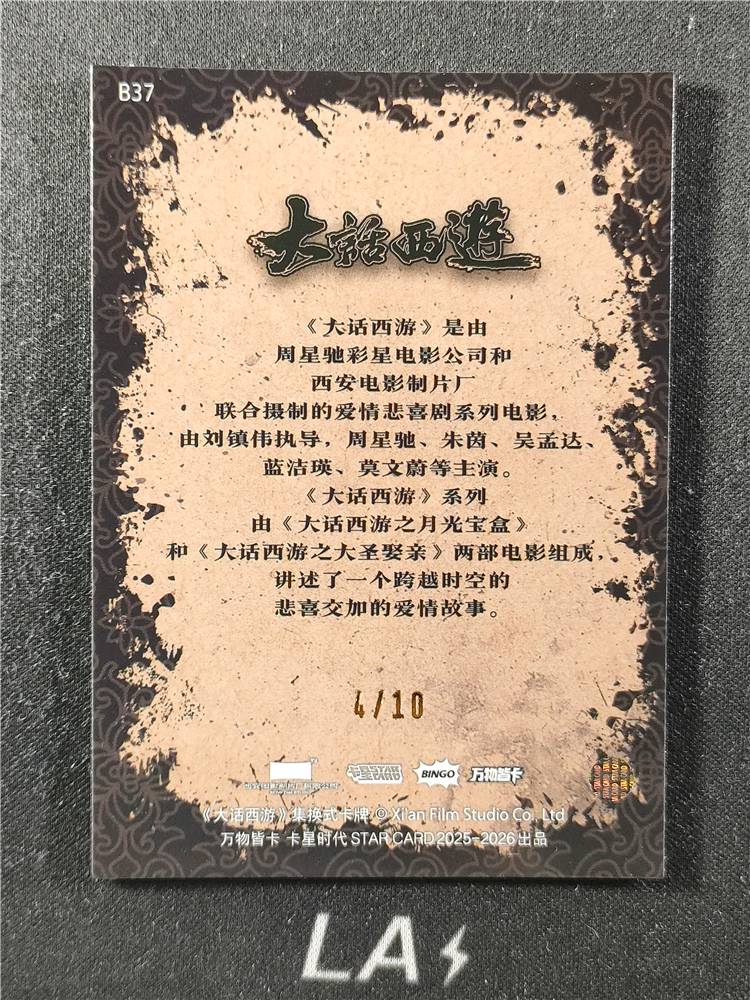 B37
大話西遊
《大话西游》是由
周星驰彩星电影公司和
西安电影制片厂
联合摄制的爱情悲喜剧系列电影，
由刘镇伟执导，周星驰、朱茵、吴孟达、
蓝洁瑛、莫文蔚等主演。
《大话西游》系列
由《大话西游之月光宝盒》
和《大话西游之大圣娶亲》两部电影组成，
讲述了一个跨越时空的
悲喜交加的爱情故事。
4/10
卡星 STAR CARD BINGO 万物皆卡
《大话西游》集换式卡牌 © Xi'an Film Studio Co., Ltd
万物皆卡 卡星时代 STAR CARD 2025-2026 出品
LA